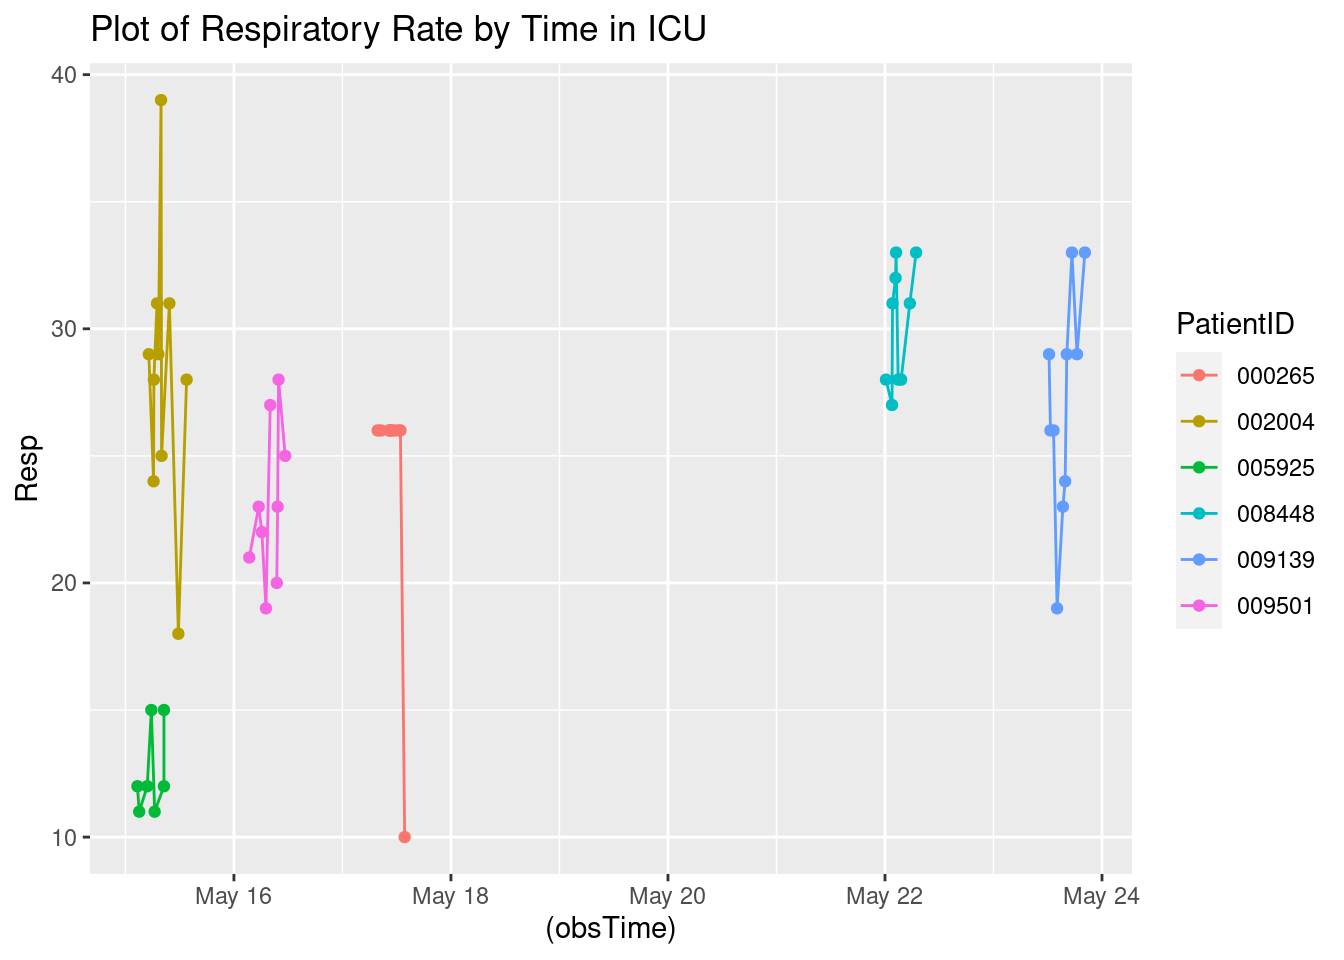 Plot of Respiratory Rate by Time in ICU
40
30
20
10
Resp
May 16
May 18
May 20
May 22
May 24
(obsTime)
PatientID
000265
002004
005925
008448
009139
009501